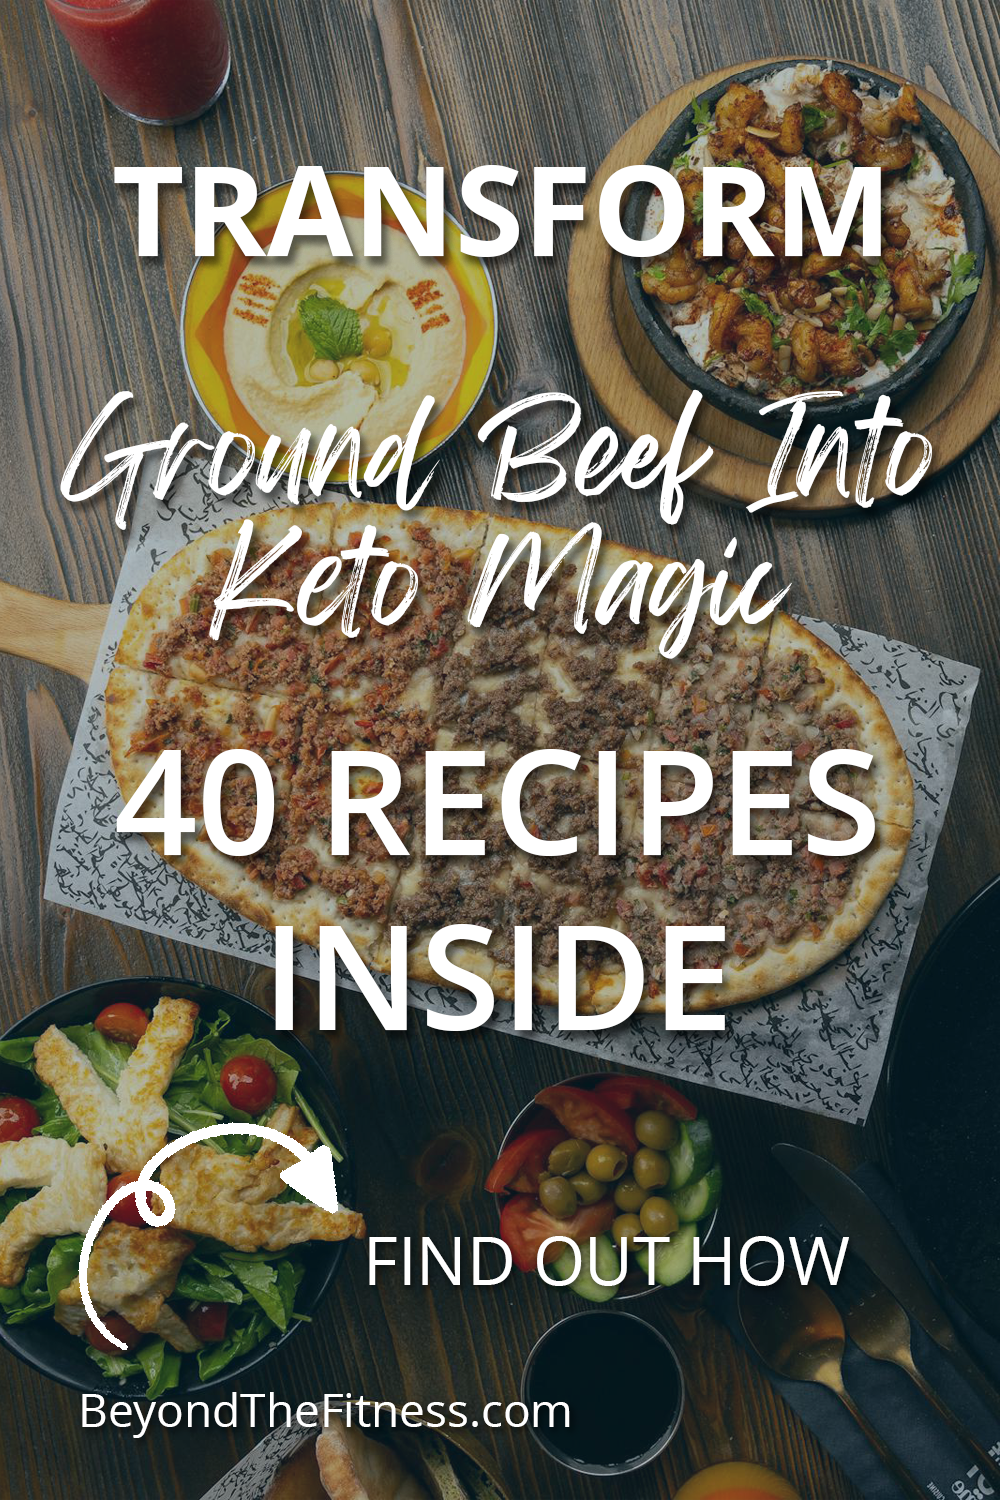 TRANSFORM
Ground Beef Into
Keto Magic
40 RECIPES
INSIDE
FIND OUT HOW
BeyondTheFitness.com